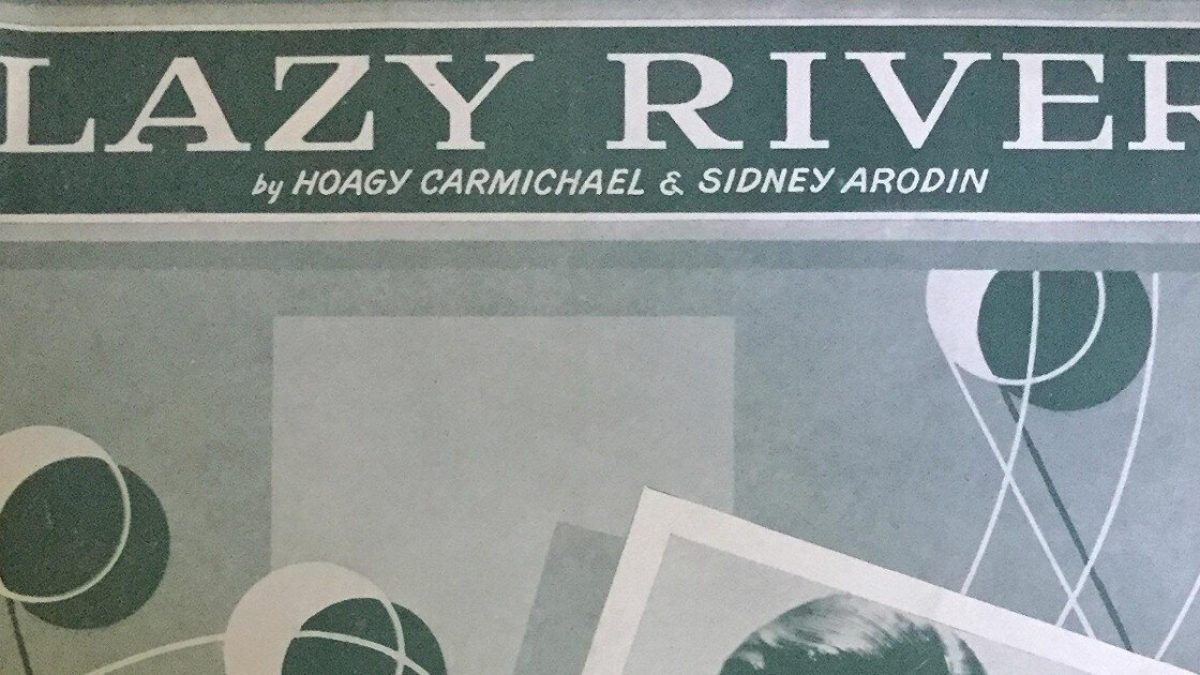 LAZY RIVER
by HOAGY CARMICHAEL & SIDNEY ARODIN